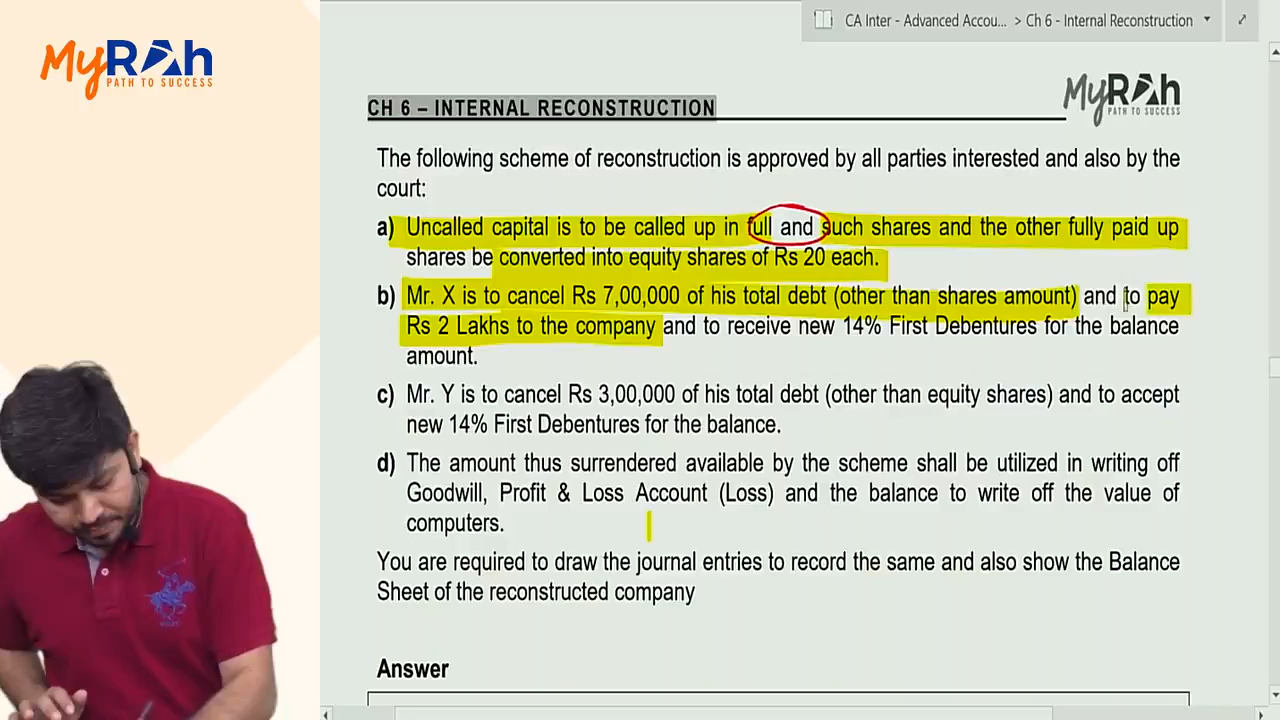 MyRAh
PATH TO SUCCESS
CA Inter - Advanced Accou... > Ch 6 - Internal Reconstruction
CH 6 – INTERNAL RECONSTRUCTION
MyRAh
PATH TO SUCCESS
The following scheme of reconstruction is approved by all parties interested and also by the
court:
a) Uncalled capital is to be called up in full and such shares and the other fully paid up
shares be converted into equity shares of Rs 20 each.
b) Mr. X is to cancel Rs 7,00,000 of his total debt (other than shares amount) and to pay
Rs 2 Lakhs to the company and to receive new 14% First Debentures for the balance
amount.
c) Mr. Y is to cancel Rs 3,00,000 of his total debt (other than equity shares) and to accept
new 14% First Debentures for the balance.
d) The amount thus surrendered available by the scheme shall be utilized in writing off
Goodwill, Profit & Loss Account (Loss) and the balance to write off the value of
computers.
You are required to draw the journal entries to record the same and also show the Balance
Sheet of the reconstructed company
Answer